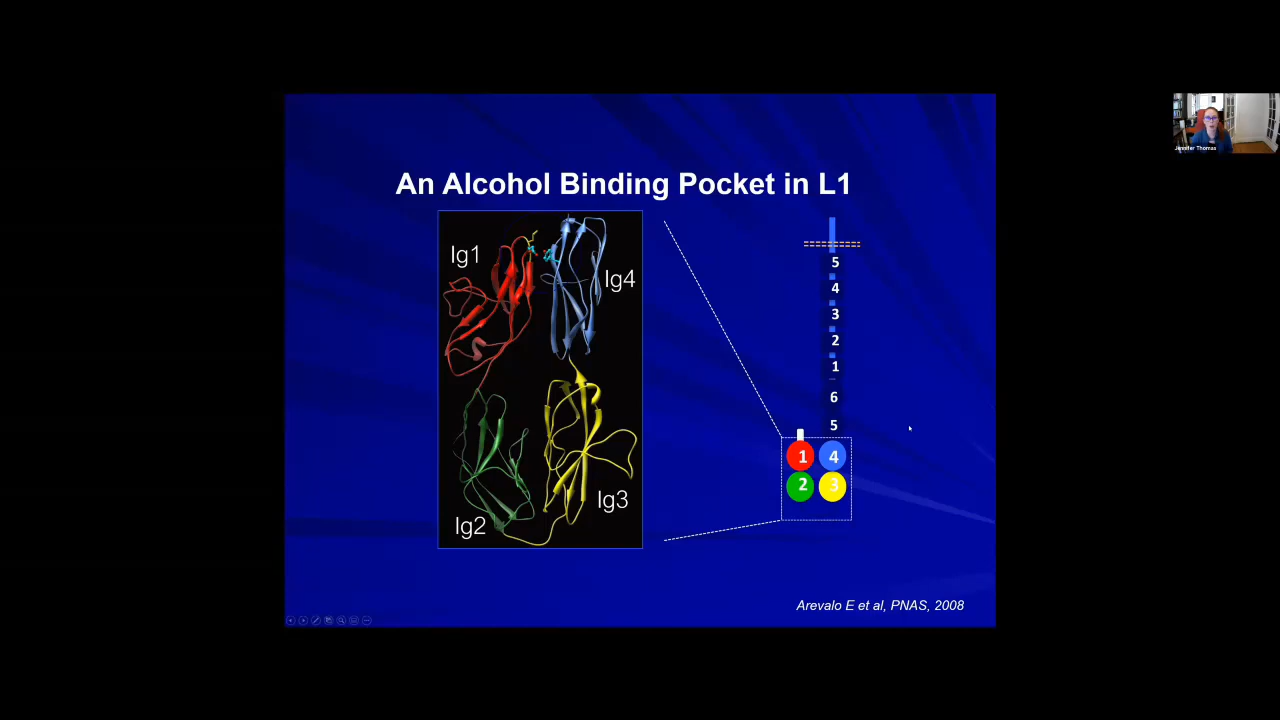 An Alcohol Binding Pocket in L1
Ig1
Ig4
Ig2
Ig3
5
4
3
2
1
6
5
1 4
2 3
Arevalo E et al, PNAS, 2008
Jennifer Thomas